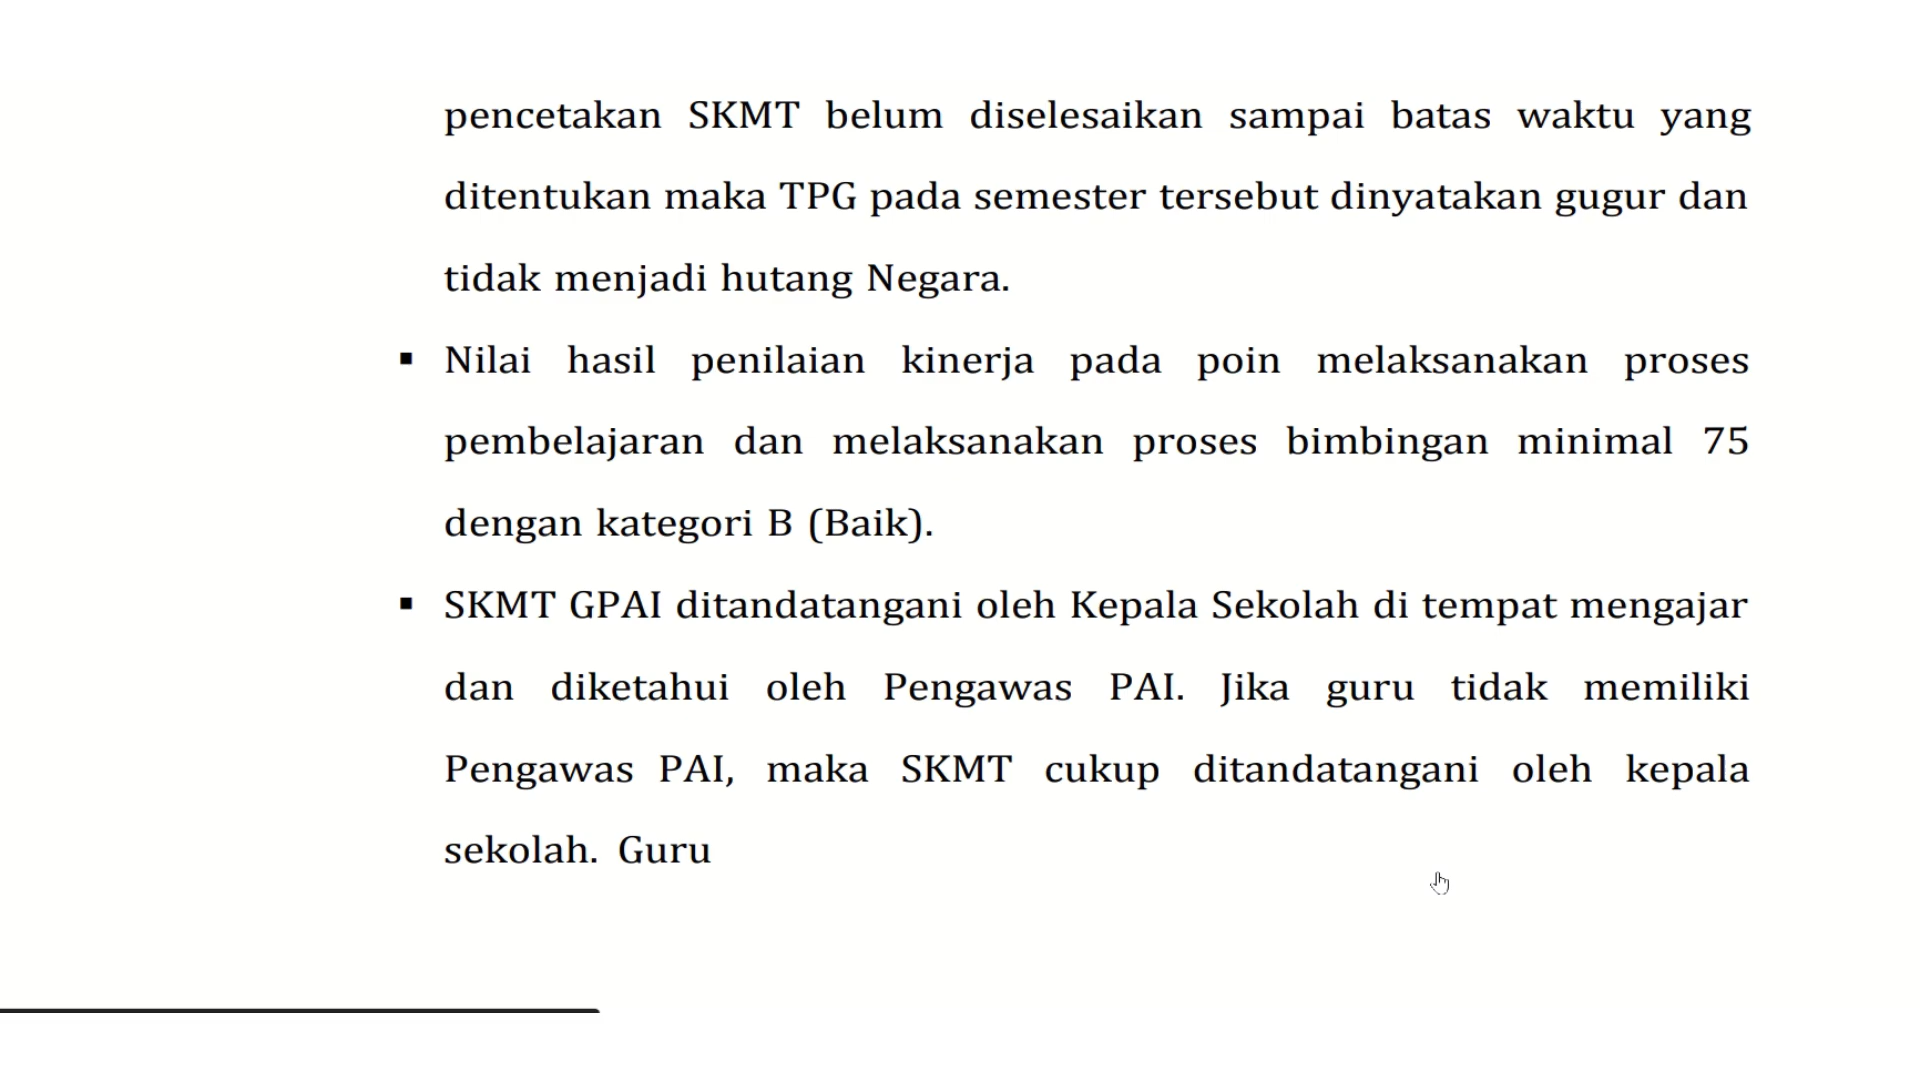 pencetakan SKMT belum diselesaikan sampai batas waktu yang
ditentukan maka TPG pada semester tersebut dinyatakan gugur dan
tidak menjadi hutang Negara.
▪ Nilai hasil penilaian kinerja pada poin melaksanakan proses
pembelajaran dan melaksanakan proses bimbingan minimal 75
dengan kategori B (Baik).
▪ SKMT GPAI ditandatangani oleh Kepala Sekolah di tempat mengajar
dan diketahui oleh Pengawas PAI. Jika guru tidak memiliki
Pengawas PAI, maka SKMT cukup ditandatangani oleh kepala
sekolah. Guru